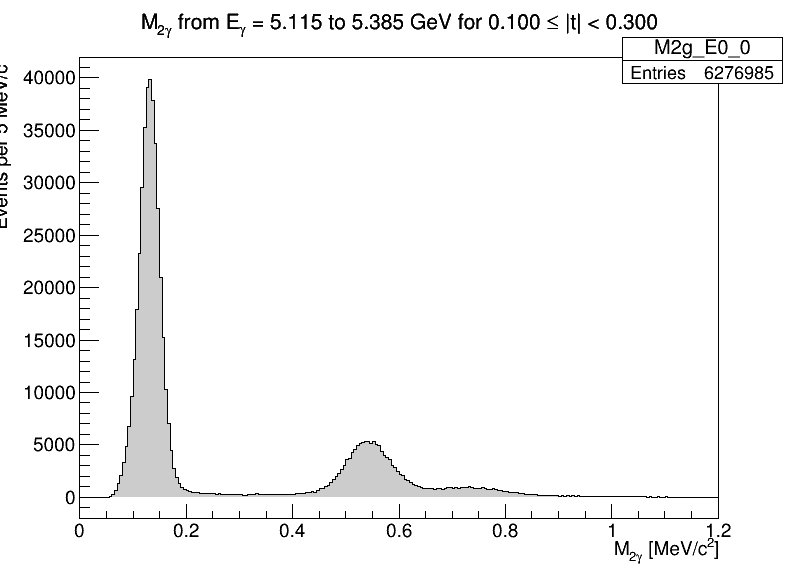 M₂γ from Eγ = 5.115 to 5.385 GeV for 0.100 ≤ |t| < 0.300
M2g_E0_0
Entries 6276985
Events per 5 MeV/c
40000
35000
30000
25000
20000
15000
10000
5000
0
0 0.2 0.4 0.6 0.8 1 1.2
M₂γ [MeV/c²]